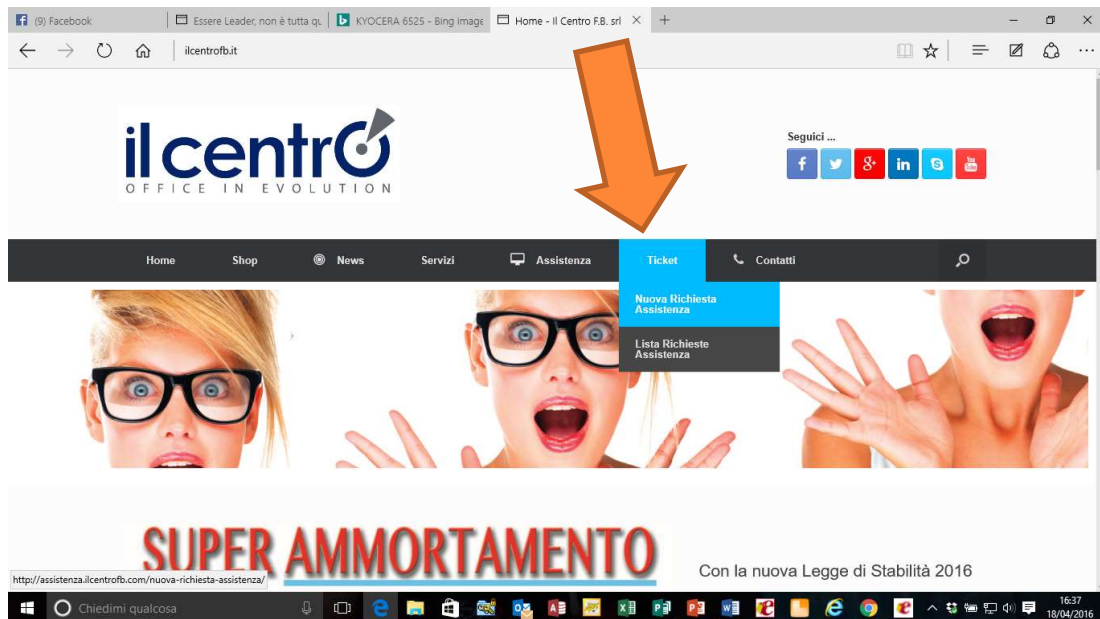 (9) Facebook
Essere Leader, non è tutta qu
KYOCERA 6525 - Bing image
Home - Il Centro F.B. srl
ilcentrofb.it
il centro
OFFICE IN EVOLUTION
Seguici ...
Home
Shop
News
Servizi
Assistenza
Ticket
Contatti
Nuova Richiesta
Assistenza
Lista Richieste
Assistenza
SUPER AMMORTAMENTO
Con la nuova Legge di Stabilità 2016
http://assistenza.ilcentrofb.com/nuova-richiesta-assistenza/
Chiedimi qualcosa
16:37
18/04/2016